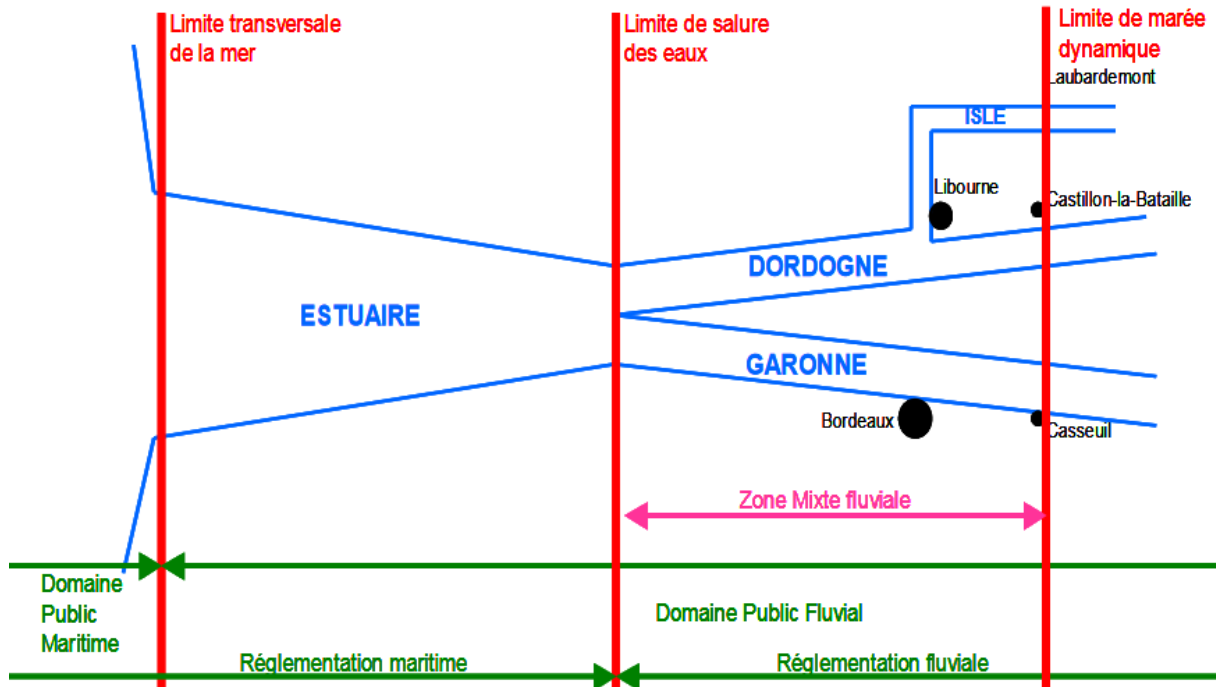 Limite transversale
de la mer
Limite de salure
des eaux
Limite de marée
dynamique
Laubardemont
ISLE
Libourne
Castillon-la-Bataille
DORDOGNE
ESTUAIRE
GARONNE
Bordeaux
Casseuil
Zone Mixte fluviale
Domaine
Public
Maritime
Domaine Public Fluvial
Réglementation maritime
Réglementation fluviale